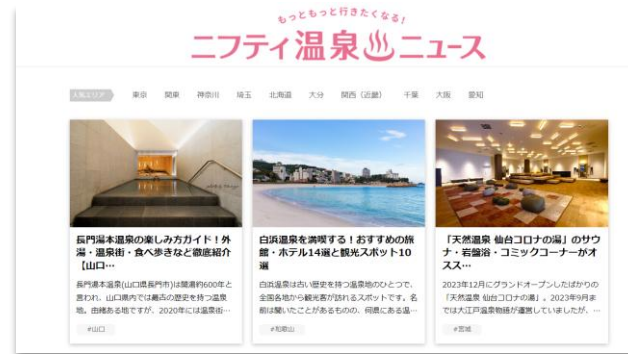 もっともっと行きたくなる!
ニフティ温泉ニュース
人気エリア 東京 関東 神奈川 埼玉 北海道 大分 関西(近畿) 千葉 大阪 愛知
長門湯本温泉の楽しみ方ガイド!外
湯・温泉街・食べ歩きなど徹底紹介
【山口…
長門湯本温泉(山口県長門市)は開湯約600年と
言われ、山口県内では最古の歴史を持つ温泉
地。由緒ある地ですが、2020年には温泉街…
#山口
白浜温泉を満喫する!おすすめの旅
館・ホテル14選と観光スポット10
選
白浜温泉は古い歴史を持つ温泉地のひとつで、
全国各地から観光客が訪れるスポットです。名
前は聞いたことがあるものの、何県にある温…
#和歌山
「天然温泉 仙台コロナの湯」のサウ
ナ・岩盤浴・コミックコーナーがオ
スス…
2023年12月にグランドオープンしたばかりの
「天然温泉 仙台コロナの湯」。2023年9月ま
では大江戸温泉物語が運営していましたが、…
#宮城